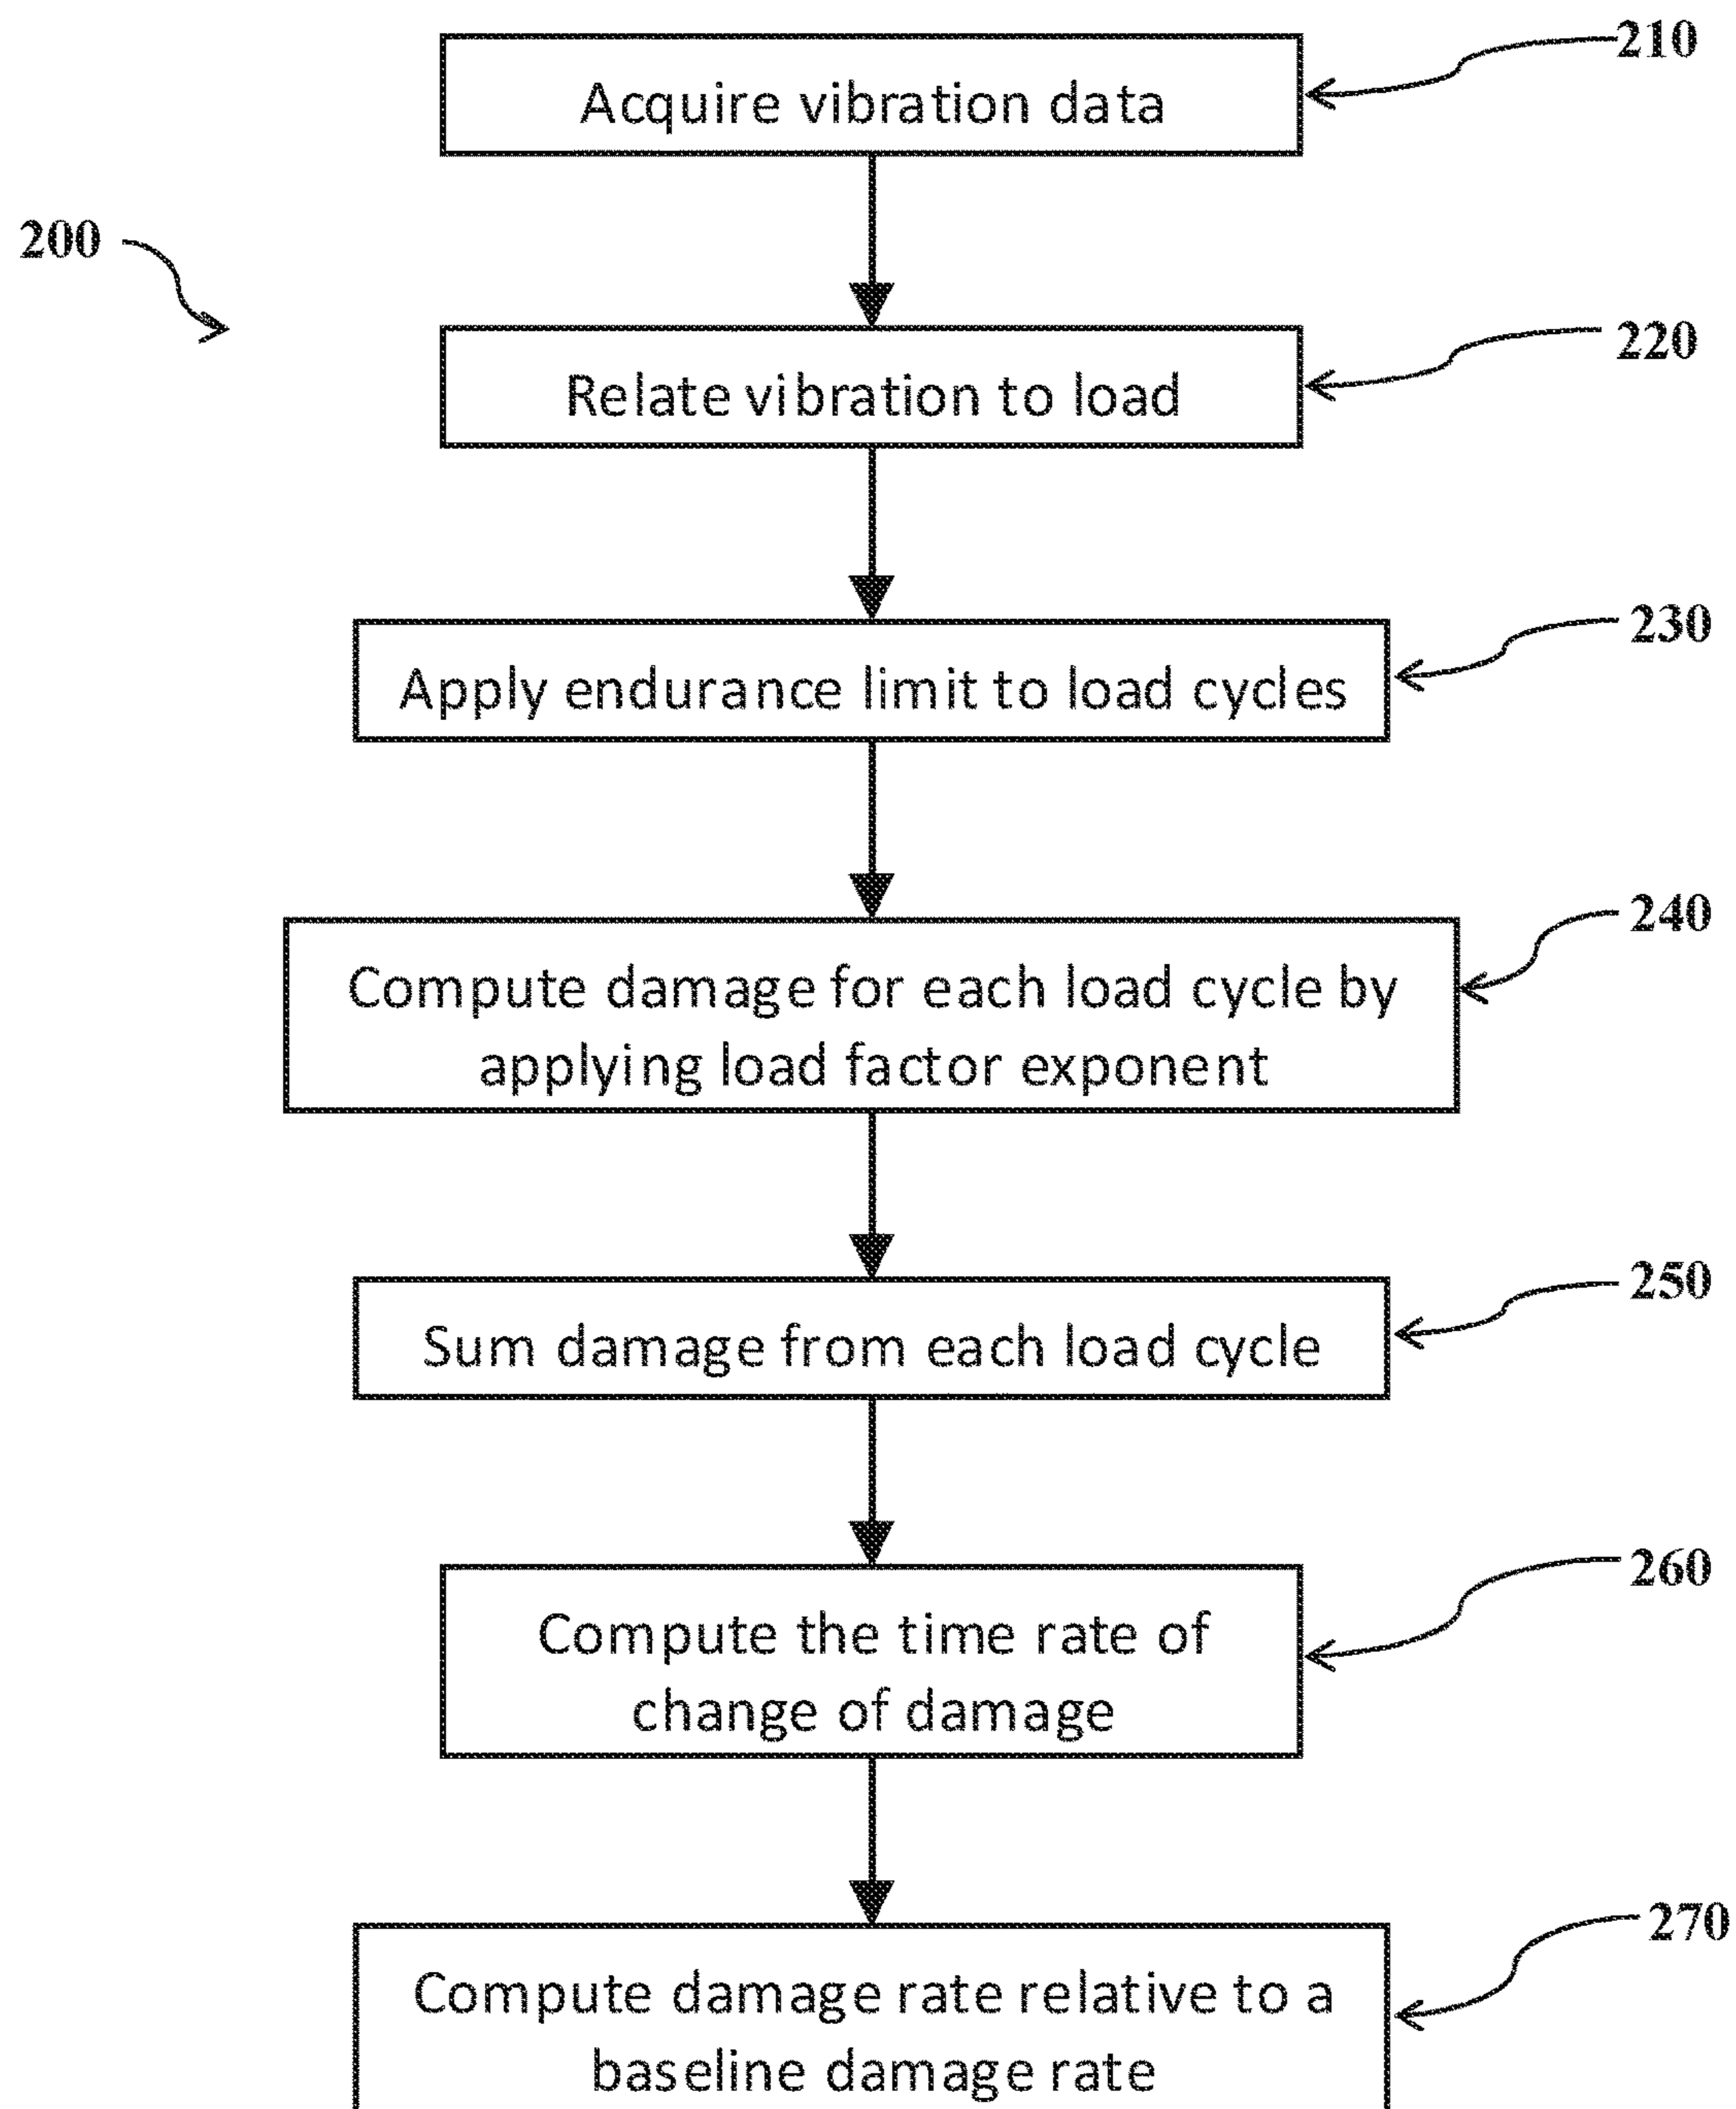 210
Acquire vibration data
200
220
Relate vibration to load
230
Apply endurance limit to load cycles
240
Compute damage for each load cycle by
applying load factor exponent
250
Sum damage from each load cycle
260
Compute the time rate of
change of damage
270
Compute damage rate relative to a
baseline damage rate